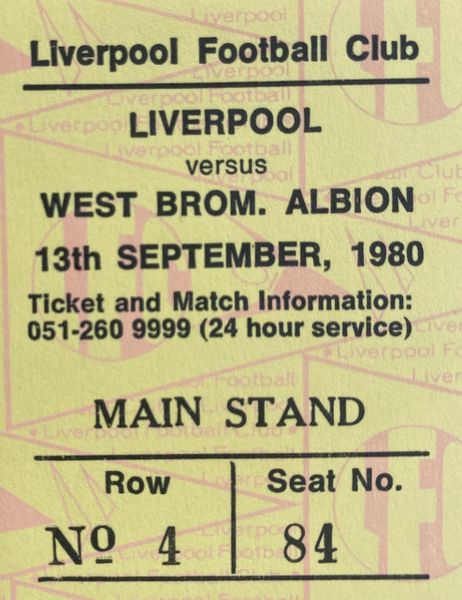 Liverpool Football Club
LIVERPOOL
versus
WEST BROM. ALBION
13th SEPTEMBER, 1980
Ticket and Match Information:
051-260 9999 (24 hour service)
MAIN STAND
Row Seat No.
Nº 4 84